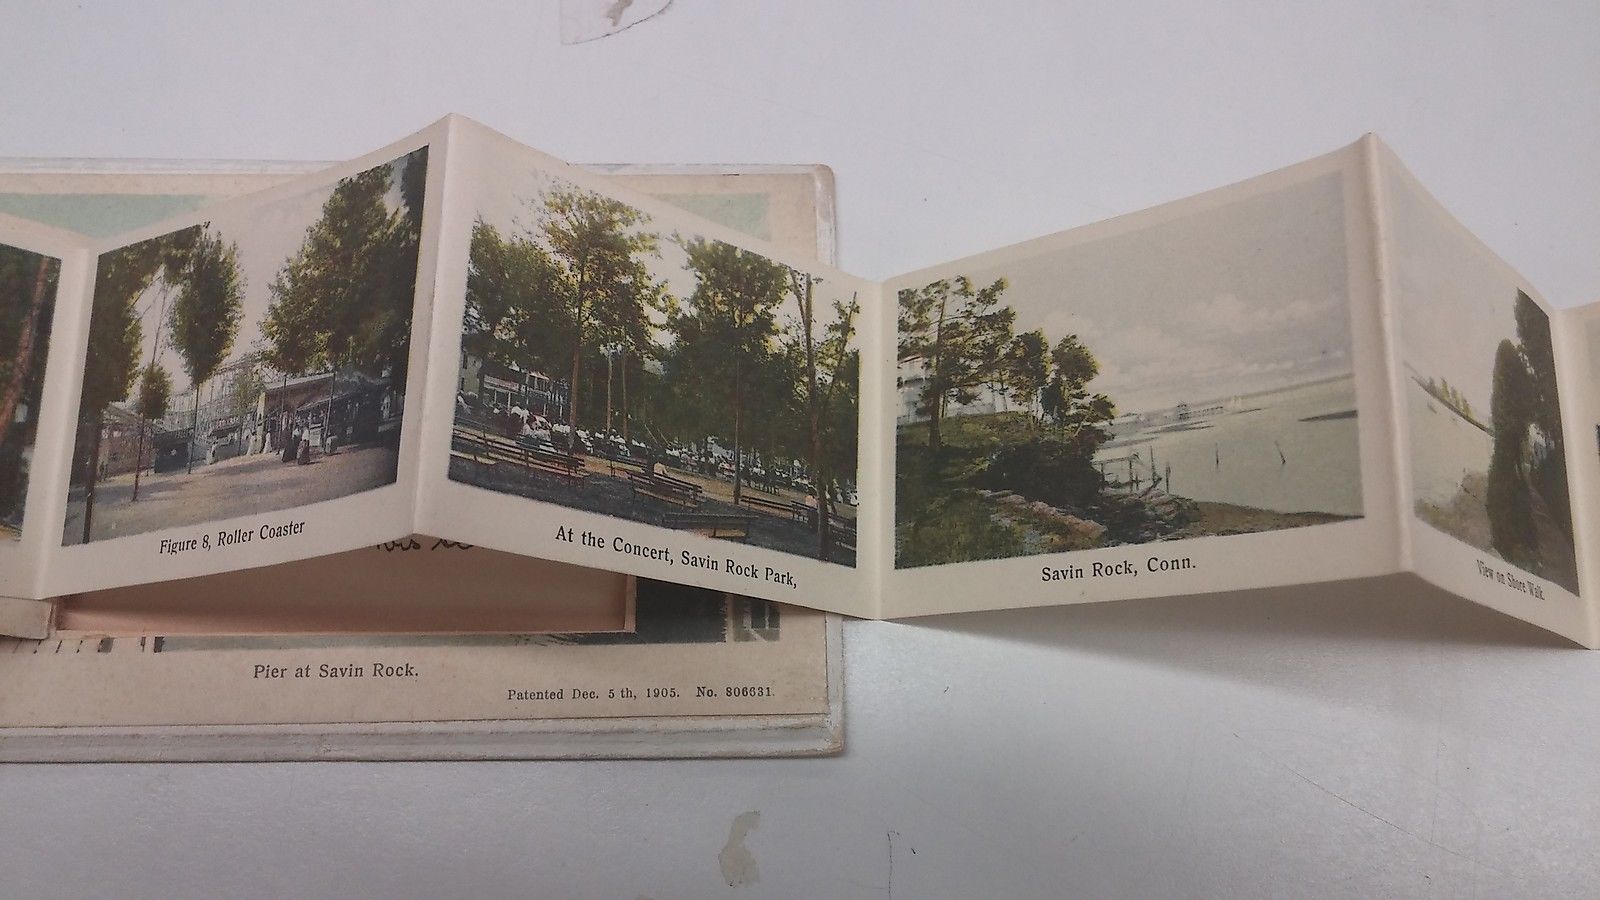 Figure 8, Roller Coaster
At the Concert, Savin Rock Park,
Savin Rock, Conn.
View on Shore Walk.
Pier at Savin Rock.
Patented Dec. 5 th, 1905. No. 806631.